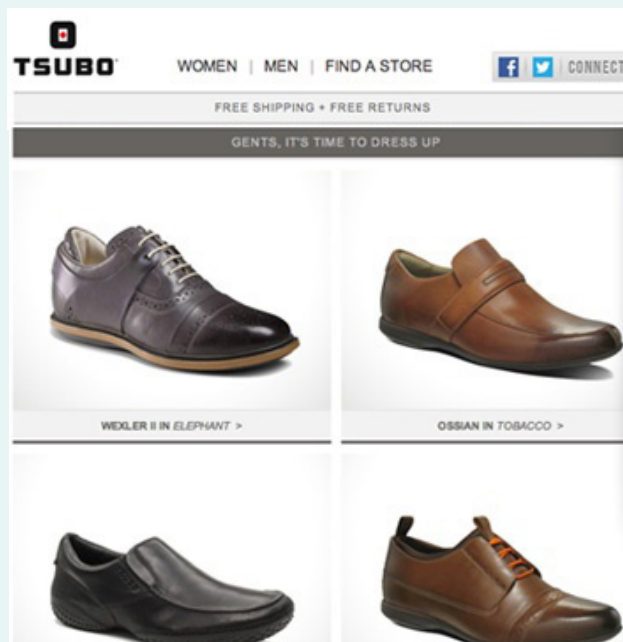 TSUBO
WOMEN | MEN | FIND A STORE
CONNECT
FREE SHIPPING + FREE RETURNS
GENTS, IT'S TIME TO DRESS UP
WEXLER II IN ELEPHANT >
OSSIAN IN TOBACCO >